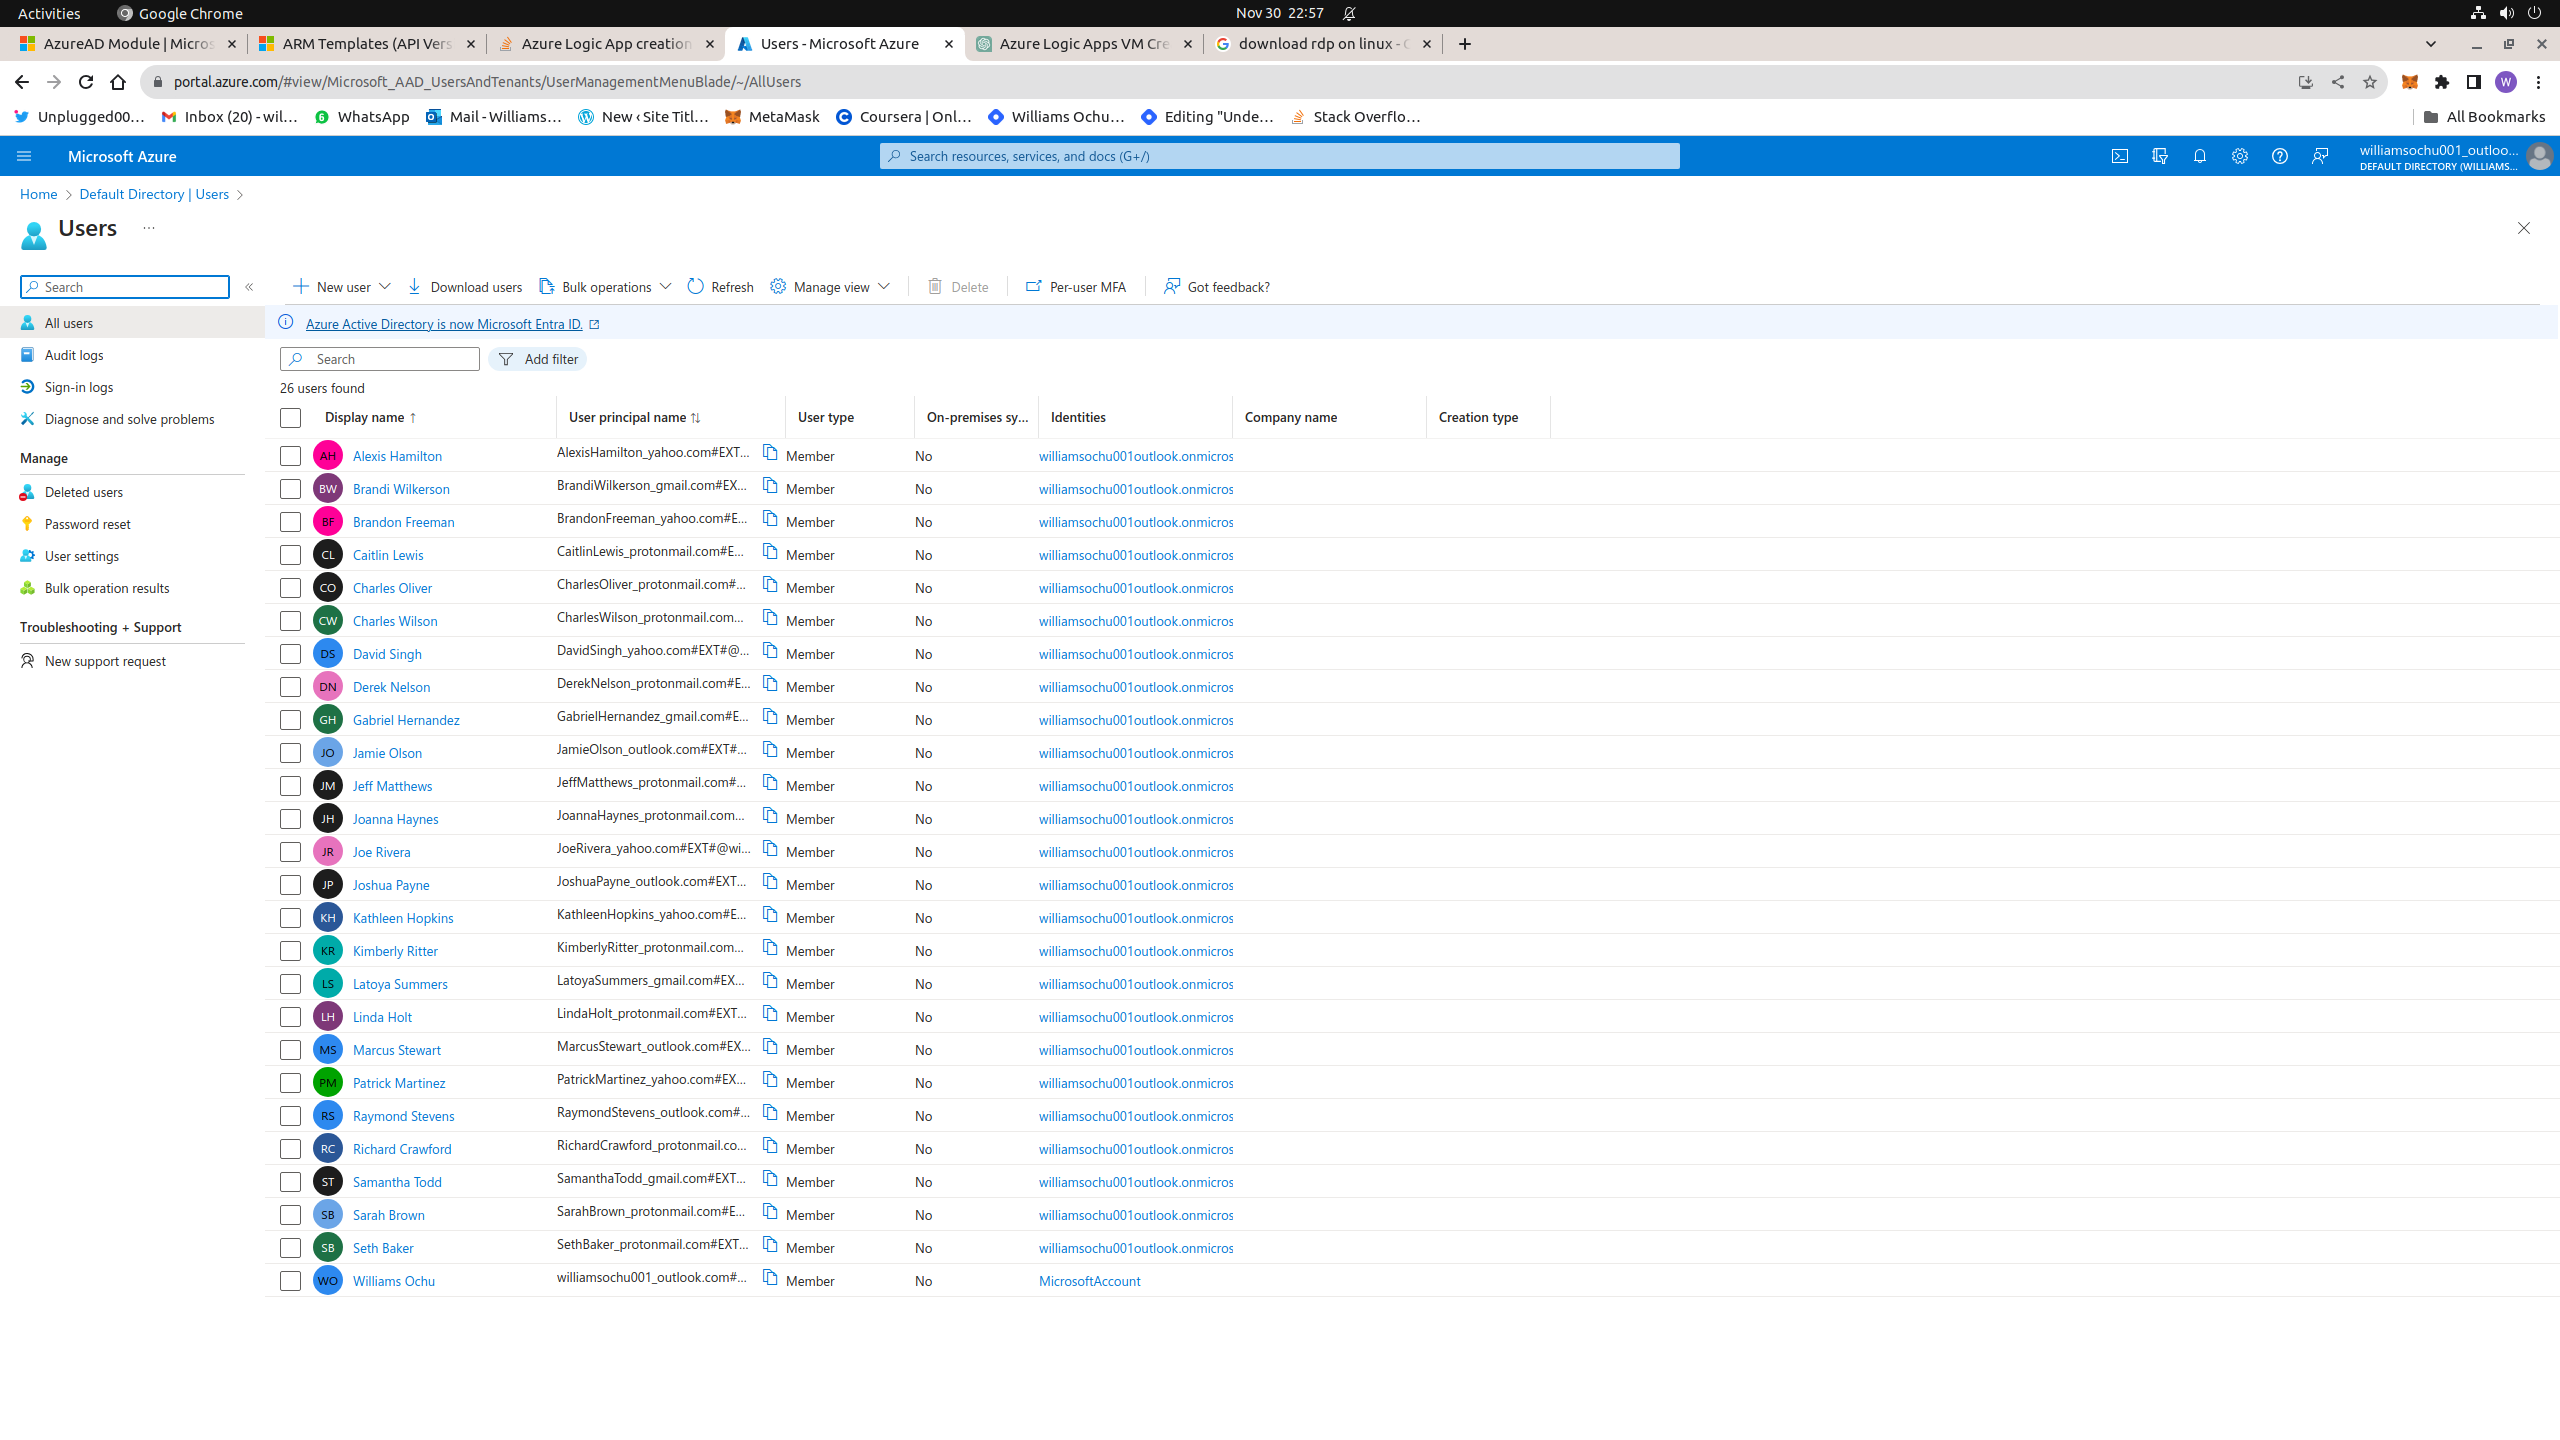 Activities Google Chrome Nov 30 22:57
AzureAD Module | Micros ARM Templates (API Vers Azure Logic App creation Users - Microsoft Azure Azure Logic Apps VM Cre download rdp on linux - G
portal.azure.com/#view/Microsoft_AAD_UsersAndTenants/UserManagementMenuBlade/~/AllUsers W
Unplugged00... Inbox (20) - wil... 6 WhatsApp Mail - Williams... New ‹ Site Titl... MetaMask Coursera | Onl... Williams Ochu... Editing "Unde... Stack Overflo... All Bookmarks
Microsoft Azure Search resources, services, and docs (G+/) williamsochu001_outloo...
DEFAULT DIRECTORY (WILLIAMS...
Home Default Directory | Users
Users ...
Search « New user Download users Bulk operations Refresh Manage view Delete Per-user MFA Got feedback?
All users
Audit logs
Sign-in logs
Diagnose and solve problems
Manage
Deleted users
Password reset
User settings
Bulk operation results
Troubleshooting + Support
New support request
Azure Active Directory is now Microsoft Entra ID.
Search Add filter
26 users found
Display name ↑ User principal name ↑↓ User type On-premises sy... Identities Company name Creation type
AH Alexis Hamilton AlexisHamilton_yahoo.com#EXT... Member No williamsochu001outlook.onmicros
BW Brandi Wilkerson BrandiWilkerson_gmail.com#EX... Member No williamsochu001outlook.onmicros
BF Brandon Freeman BrandonFreeman_yahoo.com#E... Member No williamsochu001outlook.onmicros
CL Caitlin Lewis CaitlinLewis_protonmail.com#E... Member No williamsochu001outlook.onmicros
CO Charles Oliver CharlesOliver_protonmail.com#... Member No williamsochu001outlook.onmicros
CW Charles Wilson CharlesWilson_protonmail.com... Member No williamsochu001outlook.onmicros
DS David Singh DavidSingh_yahoo.com#EXT#@... Member No williamsochu001outlook.onmicros
DN Derek Nelson DerekNelson_protonmail.com#E... Member No williamsochu001outlook.onmicros
GH Gabriel Hernandez GabrielHernandez_gmail.com#E... Member No williamsochu001outlook.onmicros
JO Jamie Olson JamieOlson_outlook.com#EXT#... Member No williamsochu001outlook.onmicros
JM Jeff Matthews JeffMatthews_protonmail.com#... Member No williamsochu001outlook.onmicros
JH Joanna Haynes JoannaHaynes_protonmail.com... Member No williamsochu001outlook.onmicros
JR Joe Rivera JoeRivera_yahoo.com#EXT#@wi... Member No williamsochu001outlook.onmicros
JP Joshua Payne JoshuaPayne_outlook.com#EXT... Member No williamsochu001outlook.onmicros
KH Kathleen Hopkins KathleenHopkins_yahoo.com#E... Member No williamsochu001outlook.onmicros
KR Kimberly Ritter KimberlyRitter_protonmail.com... Member No williamsochu001outlook.onmicros
LS Latoya Summers LatoyaSummers_gmail.com#EX... Member No williamsochu001outlook.onmicros
LH Linda Holt LindaHolt_protonmail.com#EXT... Member No williamsochu001outlook.onmicros
MS Marcus Stewart MarcusStewart_outlook.com#EX... Member No williamsochu001outlook.onmicros
PM Patrick Martinez PatrickMartinez_yahoo.com#EX... Member No williamsochu001outlook.onmicros
RS Raymond Stevens RaymondStevens_outlook.com#... Member No williamsochu001outlook.onmicros
RC Richard Crawford RichardCrawford_protonmail.co... Member No williamsochu001outlook.onmicros
ST Samantha Todd SamanthaTodd_gmail.com#EXT... Member No williamsochu001outlook.onmicros
SB Sarah Brown SarahBrown_protonmail.com#E... Member No williamsochu001outlook.onmicros
SB Seth Baker SethBaker_protonmail.com#EXT... Member No williamsochu001outlook.onmicros
WO Williams Ochu williamsochu001_outlook.com#... Member No MicrosoftAccount